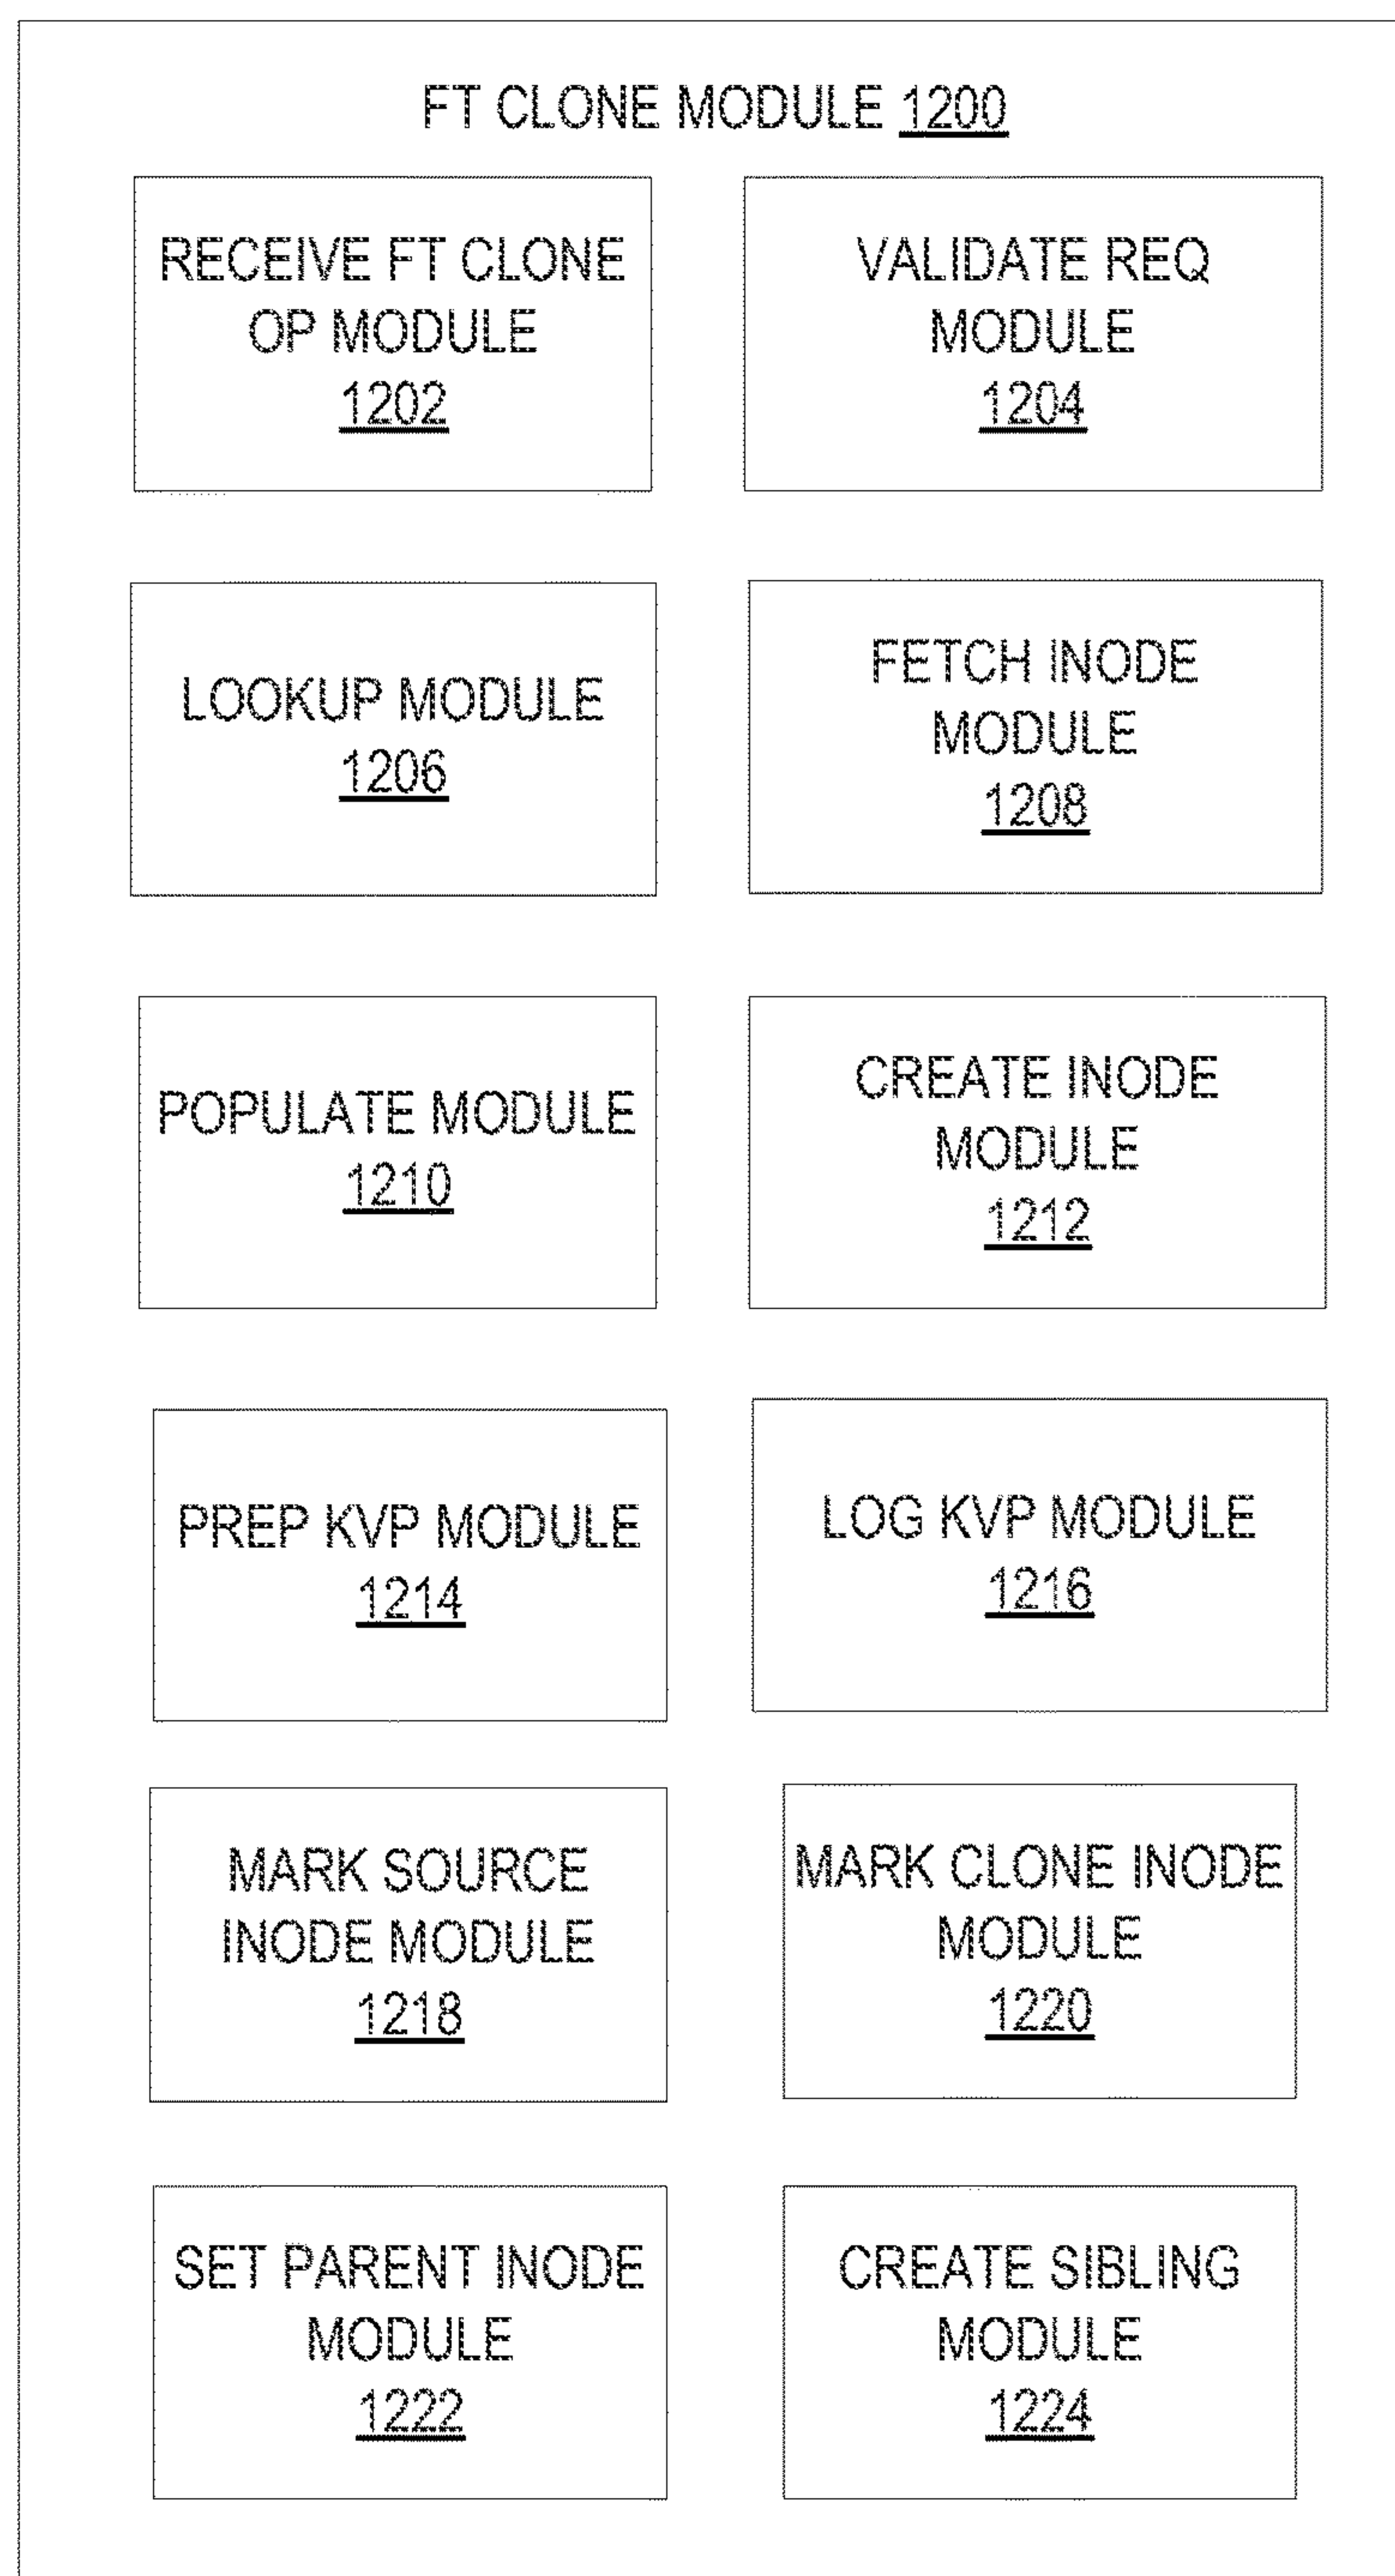 FT CLONE MODULE 1200
RECEIVE FT CLONE
OP MODULE
1202
VALIDATE REQ
MODULE
1204
LOOKUP MODULE
1206
FETCH INODE
MODULE
1208
POPULATE MODULE
1210
CREATE INODE
MODULE
1212
PREP KVP MODULE
1214
LOG KVP MODULE
1216
MARK SOURCE
INODE MODULE
1218
MARK CLONE INODE
MODULE
1220
SET PARENT INODE
MODULE
1222
CREATE SIBLING
MODULE
1224